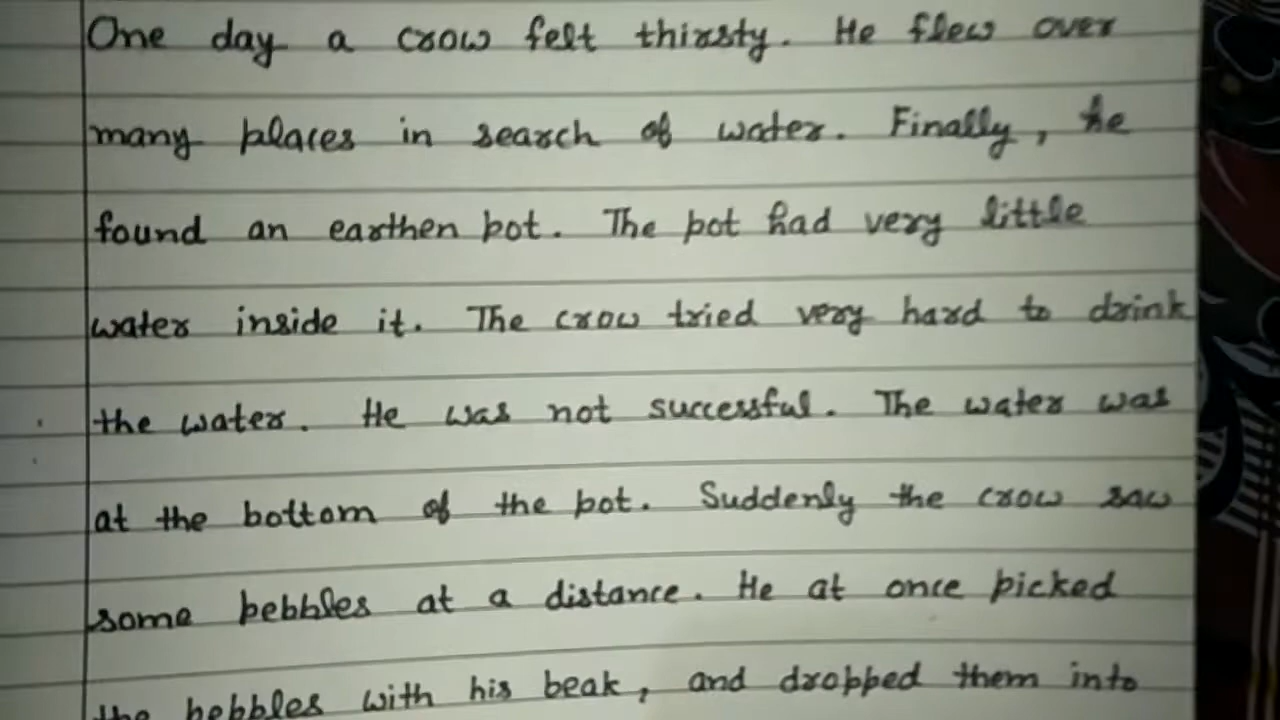 One day a crow felt thirsty. He flew over
many places in search of water. Finally, he
found an earthen pot. The pot had very little
water inside it. The crow tried very hard to drink
the water. He was not successful. The water was
at the bottom of the pot. Suddenly the crow saw
some pebbles at a distance. He at once picked
the pebbles with his beak, and dropped them into